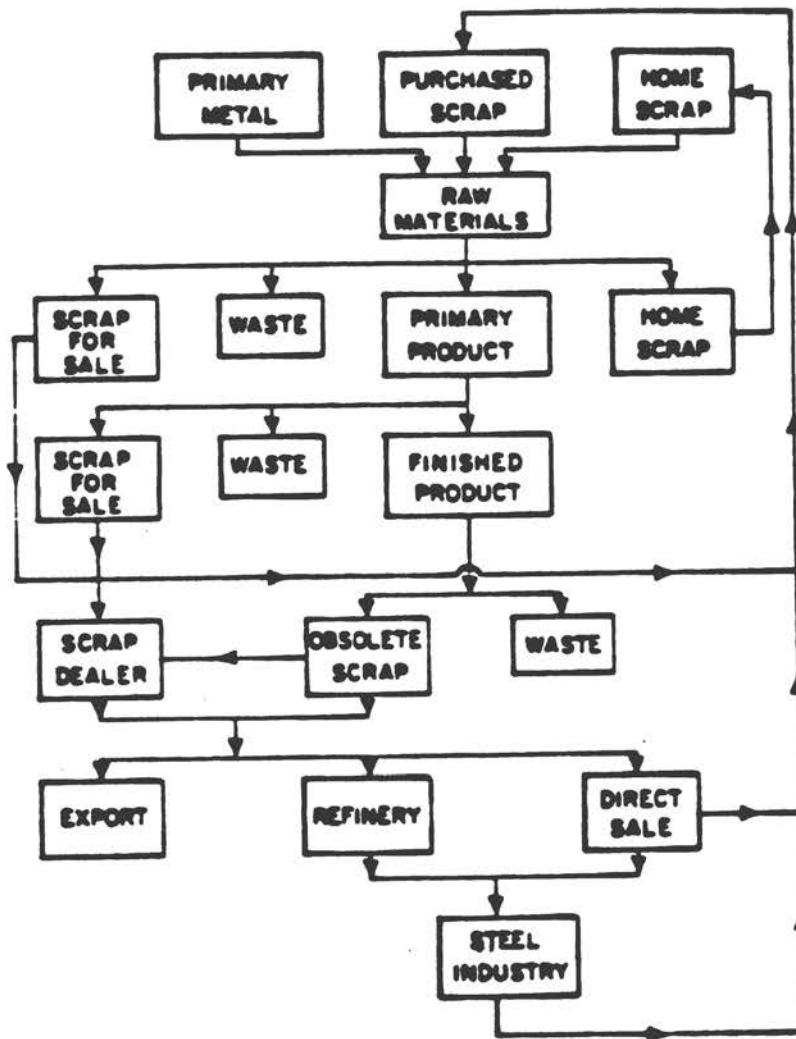 PRIMARY
METAL
PURCHASED
SCRAP
HOME
SCRAP
RAW
MATERIALS
SCRAP
FOR
SALE
WASTE
PRIMARY
PRODUCT
HOME
SCRAP
SCRAP
FOR
SALE
WASTE
FINISHED
PRODUCT
SCRAP
DEALER
OBSOLETE
SCRAP
WASTE
EXPORT
REFINERY
DIRECT
SALE
STEEL
INDUSTRY